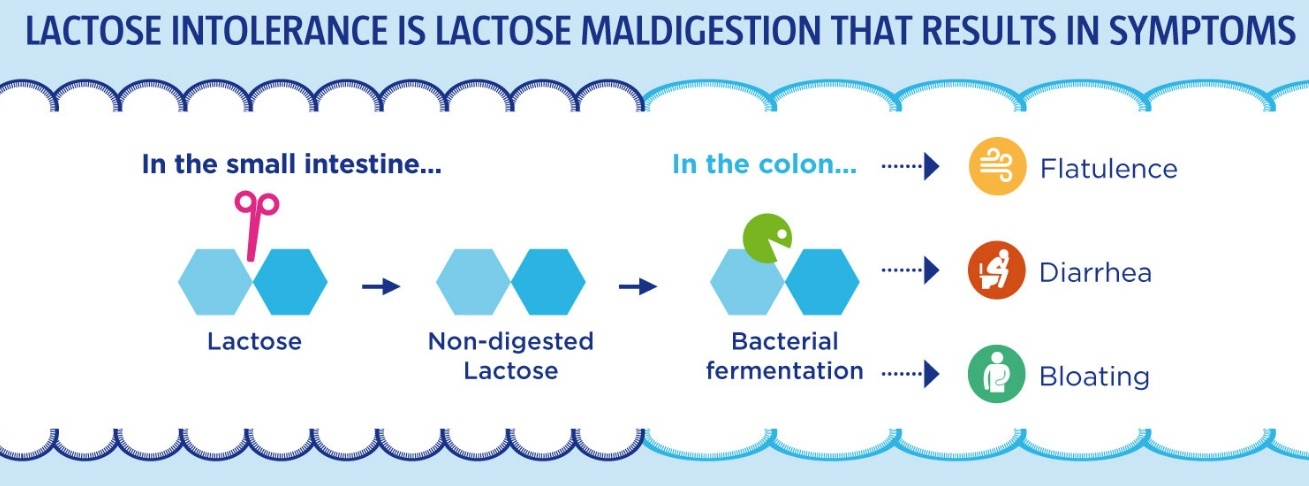 LACTOSE INTOLERANCE IS LACTOSE MALDIGESTION THAT RESULTS IN SYMPTOMS
In the small intestine...
Lactose
Non-digested
Lactose
In the colon...
Bacterial
fermentation
Flatulence
Diarrhea
Bloating